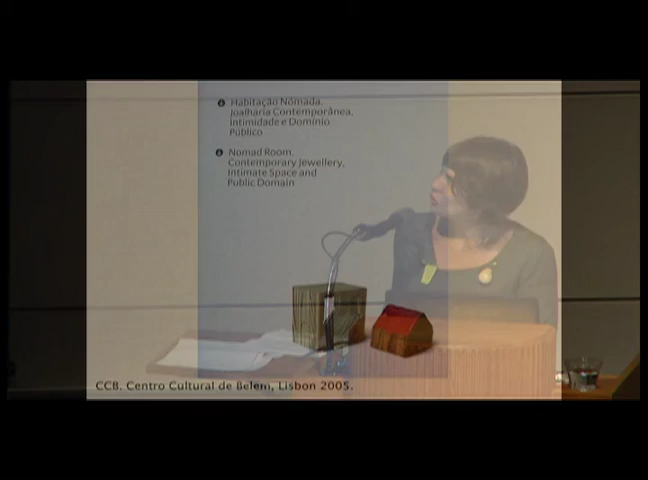 Habitação Nómada.
Joalharia Contemporânea,
Intimidade e Domínio
Público
Nomad Room.
Contemporary Jewellery,
Intimate Space and
Public Domain
CCB. Centro Cultural de Belem, Lisbon 2005.